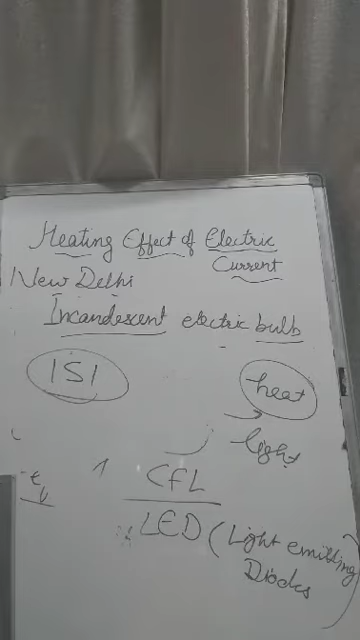 Heating Effect of Electric
Current
New Delhi
Incandescent electric bulb
ISI
heat
light
CFL
LED (Light emitting
Diodes